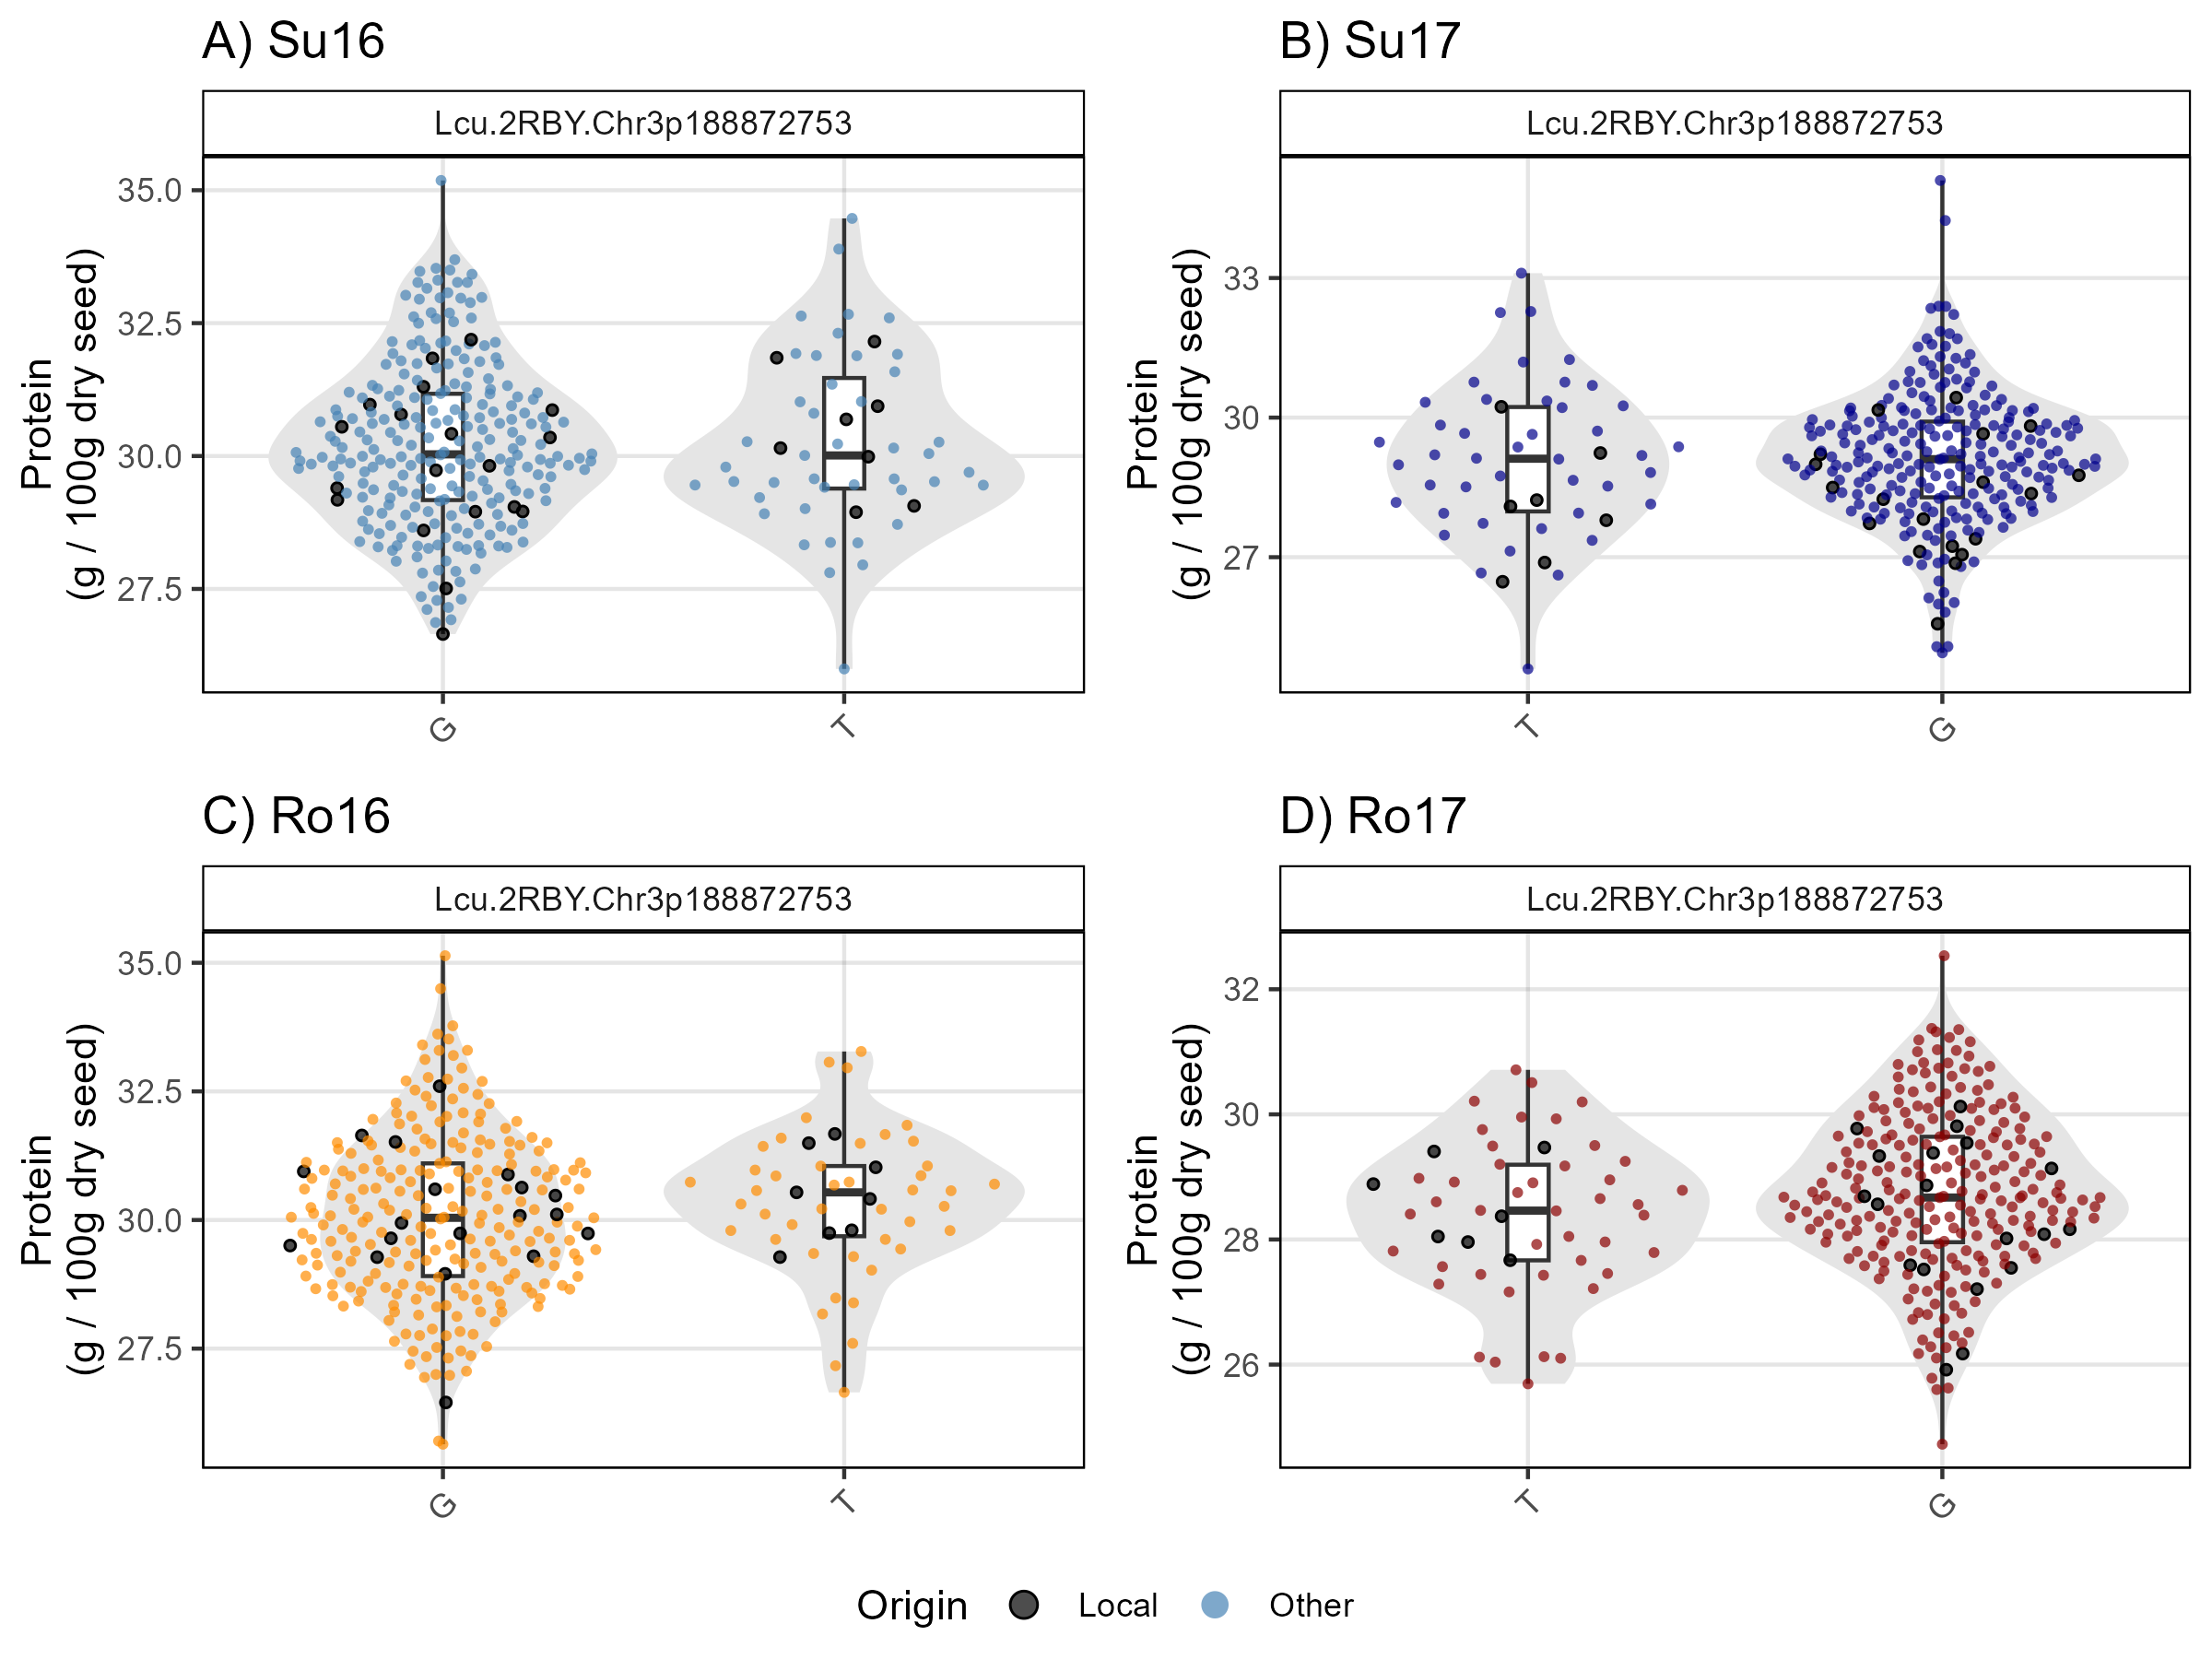 A) Su16
Lcu.2RBY.Chr3p188872753
Protein
(g / 100g dry seed)
35.0
32.5
30.0
27.5
G
T
B) Su17
Lcu.2RBY.Chr3p188872753
Protein
(g / 100g dry seed)
33
30
27
T
G
C) Ro16
Lcu.2RBY.Chr3p188872753
Protein
(g / 100g dry seed)
35.0
32.5
30.0
27.5
G
T
D) Ro17
Lcu.2RBY.Chr3p188872753
Protein
(g / 100g dry seed)
32
30
28
26
T
G
Origin Local Other